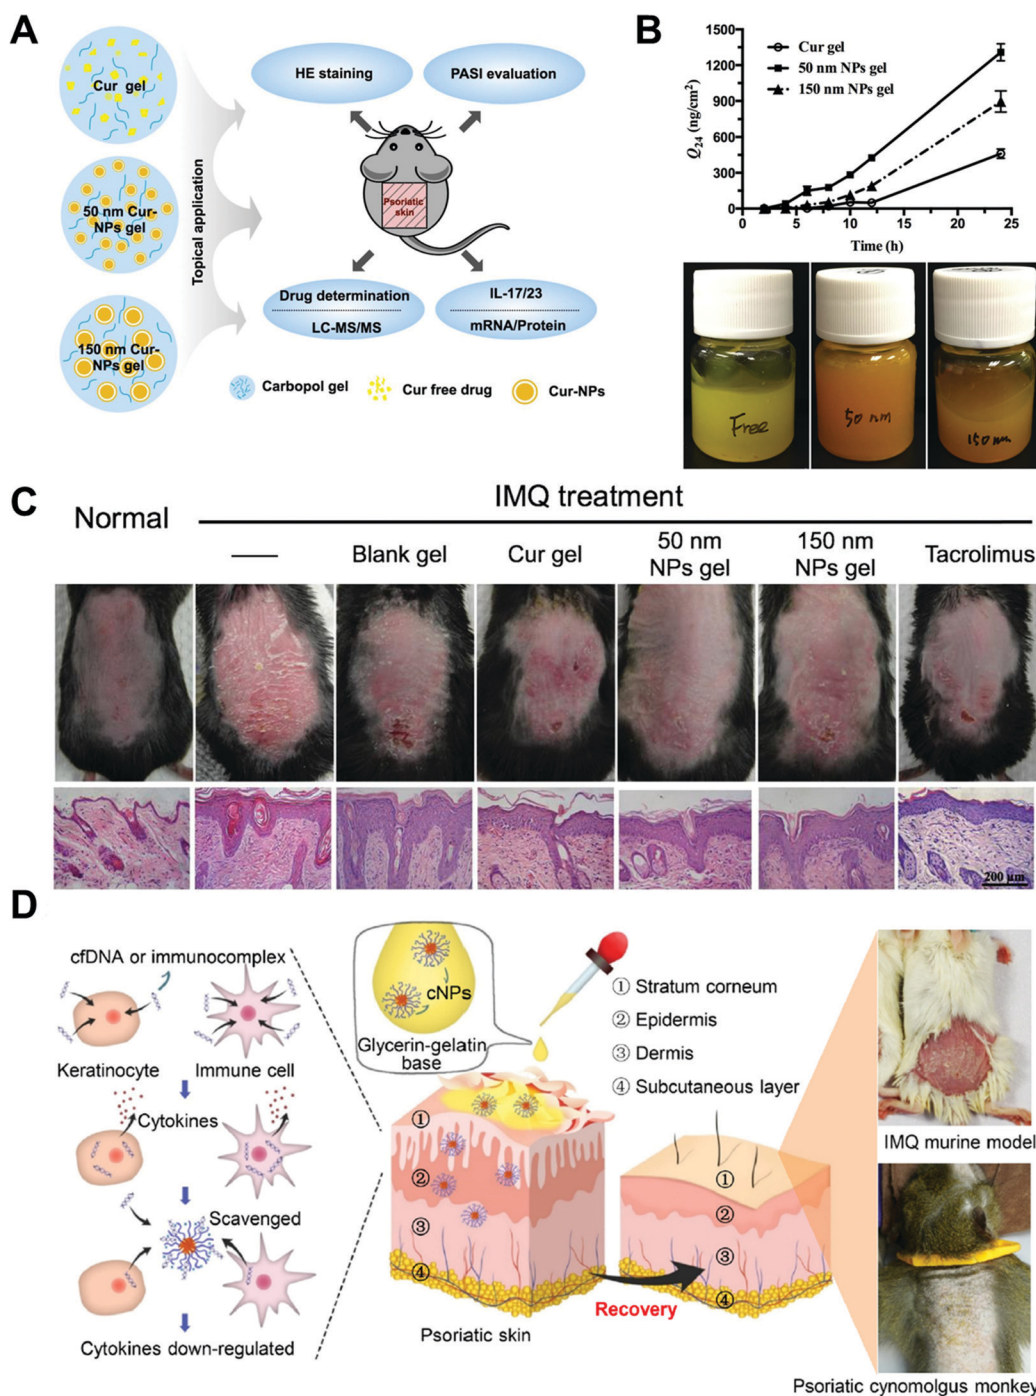 A
Cur gel
50 nm Cur-
NPs gel
150 nm Cur-
NPs gel
Topical application
HE staining
PASI evaluation
Psoriatic
skin
Drug determination
LC-MS/MS
IL-17/23
mRNA/Protein
Carbopol gel
Cur free drug
Cur-NPs
B
Q24 (ng/cm²)
1500
1200
900
600
300
0
Cur gel
50 nm NPs gel
150 nm NPs gel
0 5 10 15 20 25
Time (h)
Free
50 nm
150 nm
C
Normal
IMQ treatment
—
Blank gel
Cur gel
50 nm
NPs gel
150 nm
NPs gel
Tacrolimus
200 μm
D
cfDNA or immunocomplex
Keratinocyte
Immune cell
Cytokines
Scavenged
Cytokines down-regulated
cNPs
Glycerin-gelatin
base
① Stratum corneum
② Epidermis
③ Dermis
④ Subcutaneous layer
①
②
③
④
Psoriatic skin
Recovery
①
②
③
④
IMQ murine model
Psoriatic cynomolgus monkey